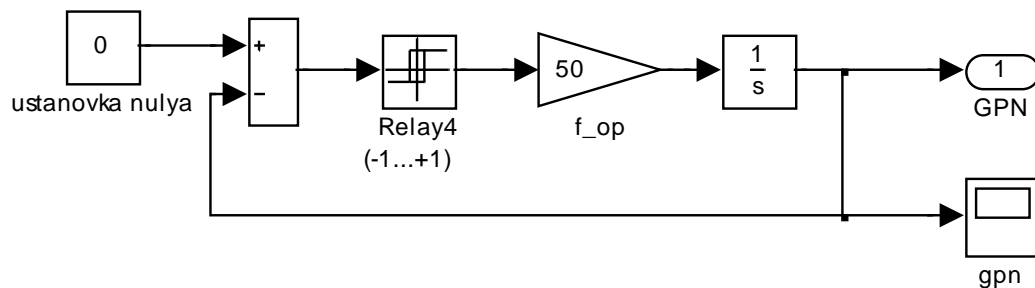 0
ustanovka nulya
+
−
Relay4
(-1...+1)
50
f_op
1
s
1
GPN
gpn